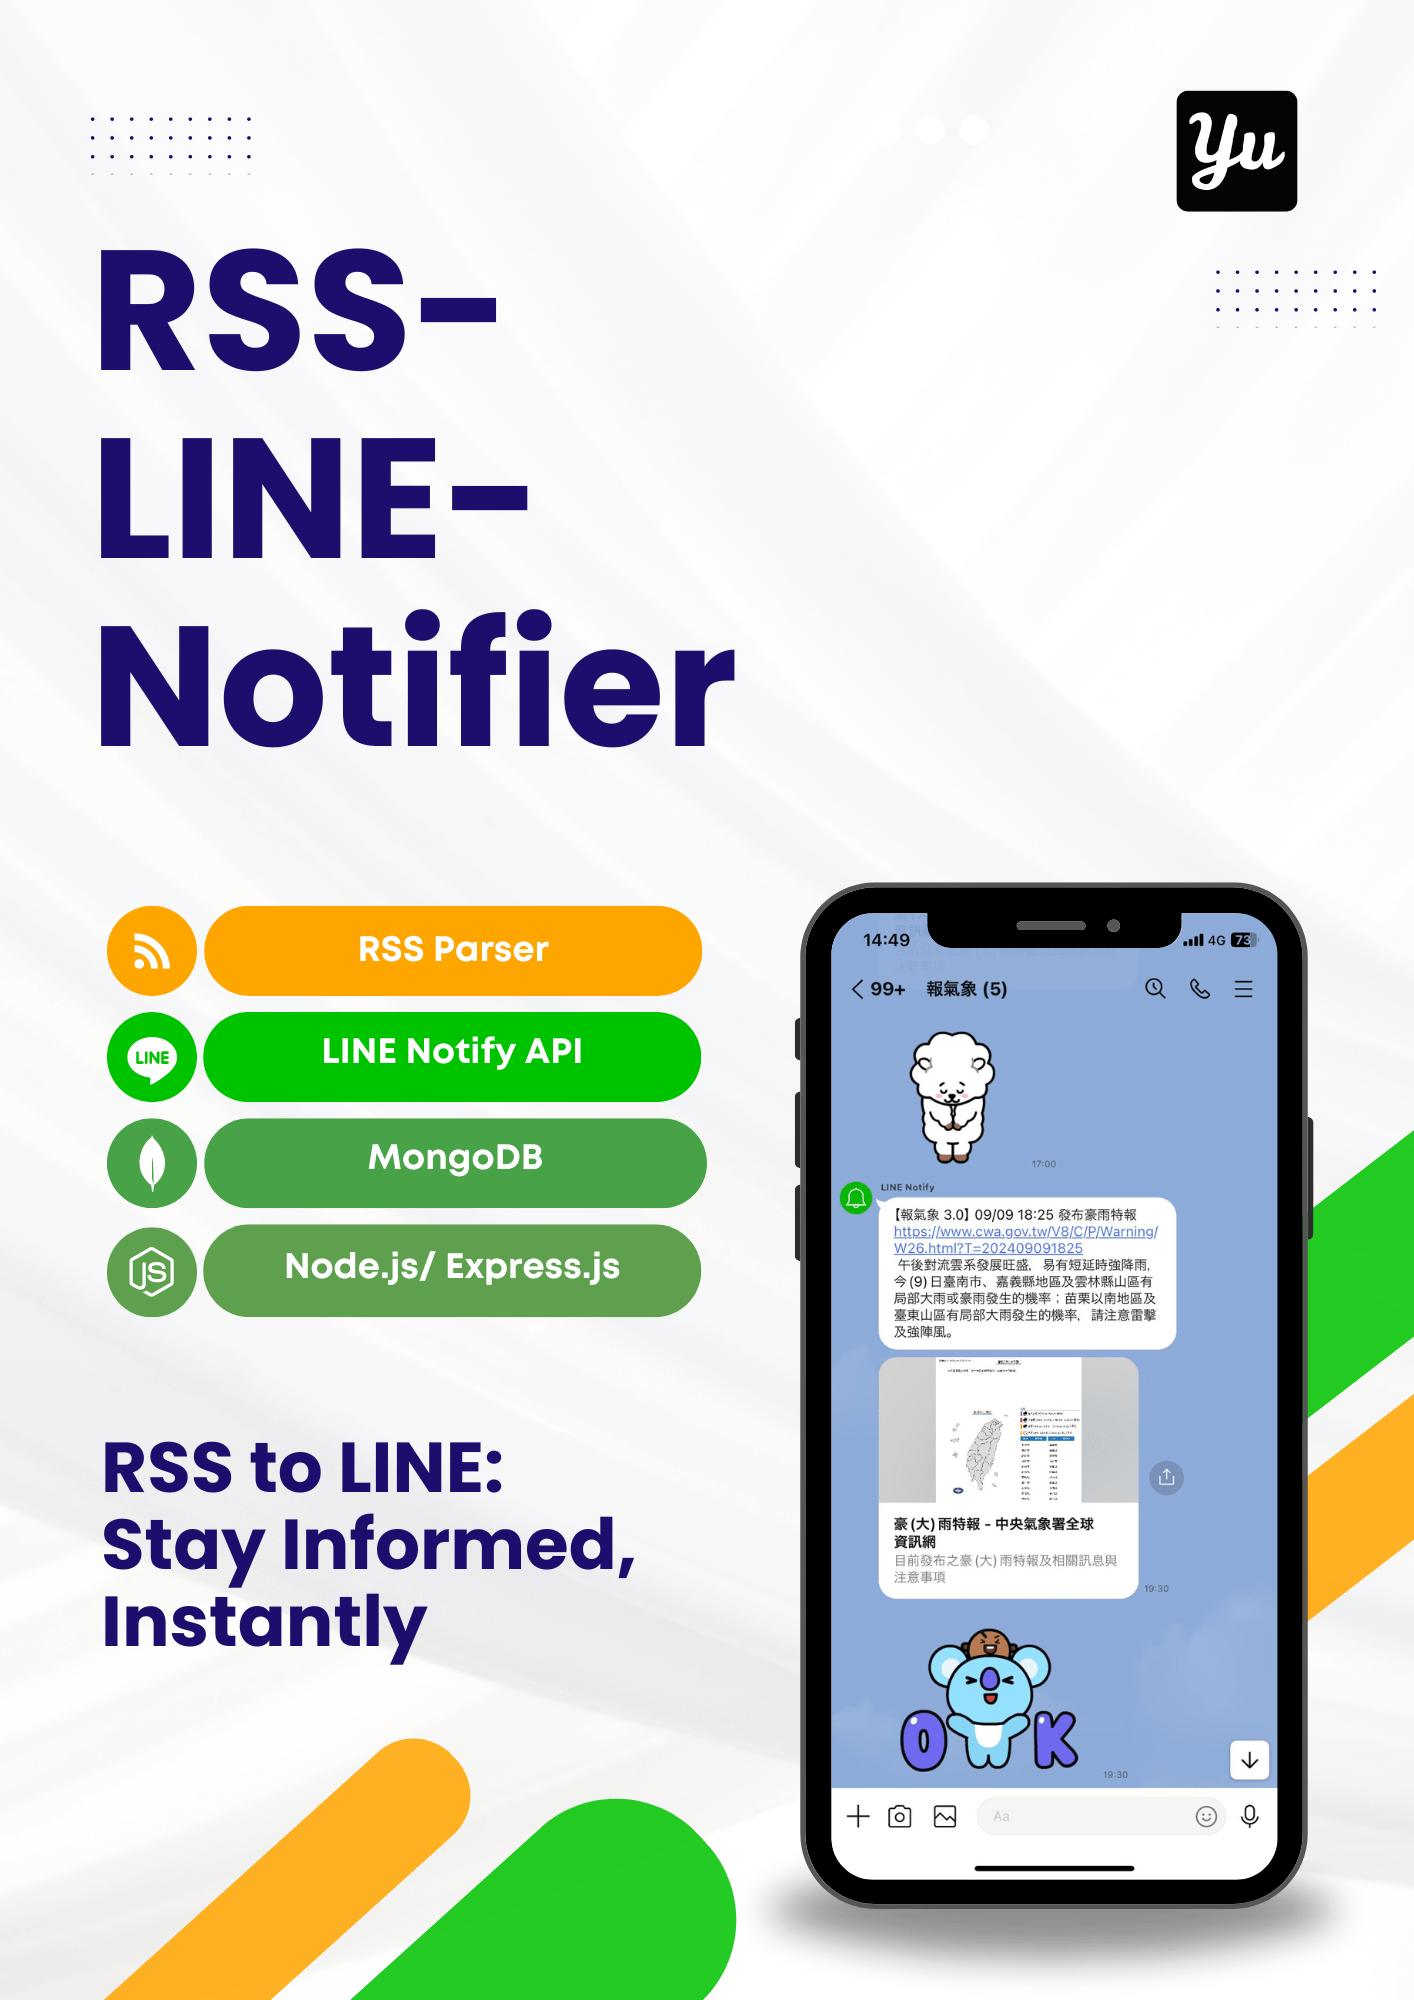 Yu
RSS-
LINE-
Notifier
RSS Parser
LINE
LINE Notify API
MongoDB
JS
Node.js/ Express.js
RSS to LINE:
Stay Informed,
Instantly
14:49
4G 73
99+ 報氣象 (5)
17:00
LINE Notify
【報氣象 3.0】09/09 18:25 發布豪雨特報
https://www.cwa.gov.tw/V8/C/P/Warning/
W26.html?T=202409091825
午後對流雲系發展旺盛，易有短延時強降雨，
今(9)日臺南市、嘉義縣地區及雲林縣山區有
局部大雨或豪雨發生的機率；苗栗以南地區及
臺東山區有局部大雨發生的機率，請注意雷擊
及強陣風。
豪(大)雨特報 - 中央氣象署全球
資訊網
目前發布之豪(大)雨特報及相關訊息與
注意事項
19:30
OK
19:30
Aa